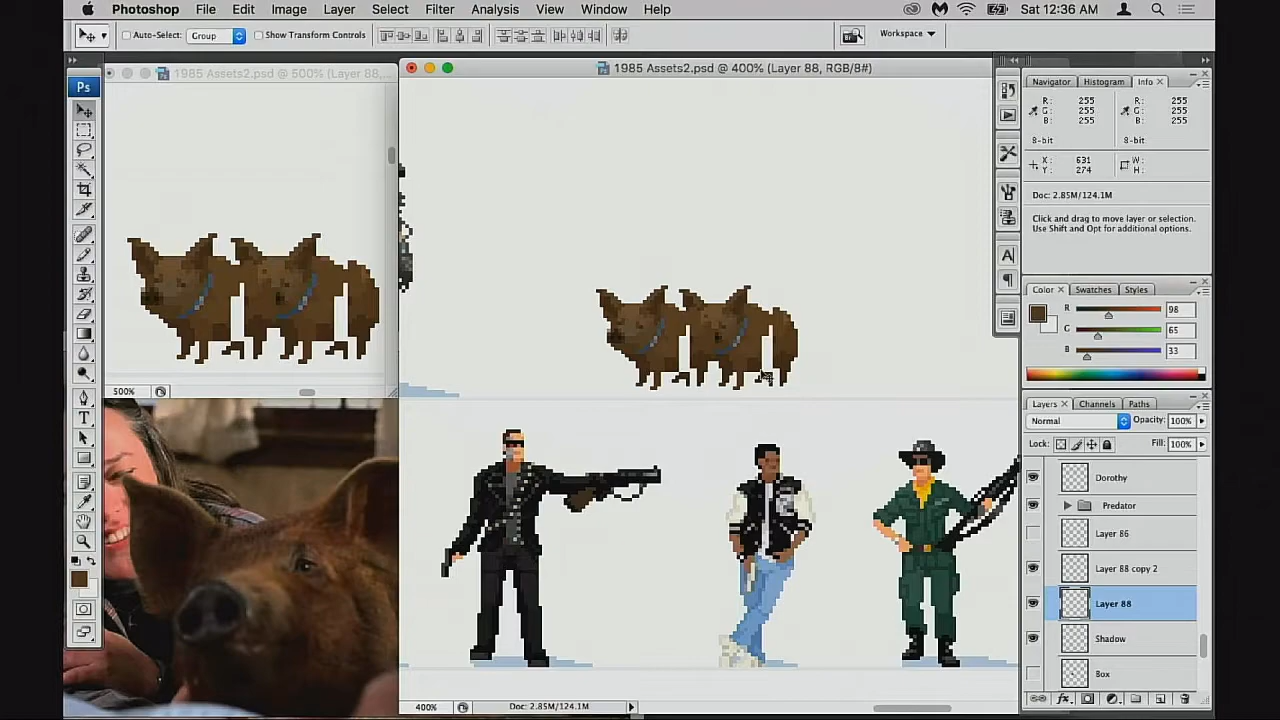 Photoshop File Edit Image Layer Select Filter Analysis View Window Help Sat 12:36 AM
Auto-Select: Group Show Transform Controls Workspace
1985 Assets2.psd @ 500% (Layer 88,
1985 Assets2.psd @ 400% (Layer 88, RGB/8#)
Ps
Navigator Histogram Info
R: 255 R: 255
G: 255 G: 255
B: 255 B: 255
8-bit 8-bit
X: 631 W:
Y: 274 H:
Doc: 2.85M/124.1M
Click and drag to move layer or selection.
Use Shift and Opt for additional options.
Color Swatches Styles
R 98
G 65
B 33
500%
Layers Channels Paths
Normal Opacity: 100%
Lock: Fill: 100%
Dorothy
Predator
Layer 86
Layer 88 copy 2
Layer 88
Shadow
Box
400% Doc: 2.85M/124.1M